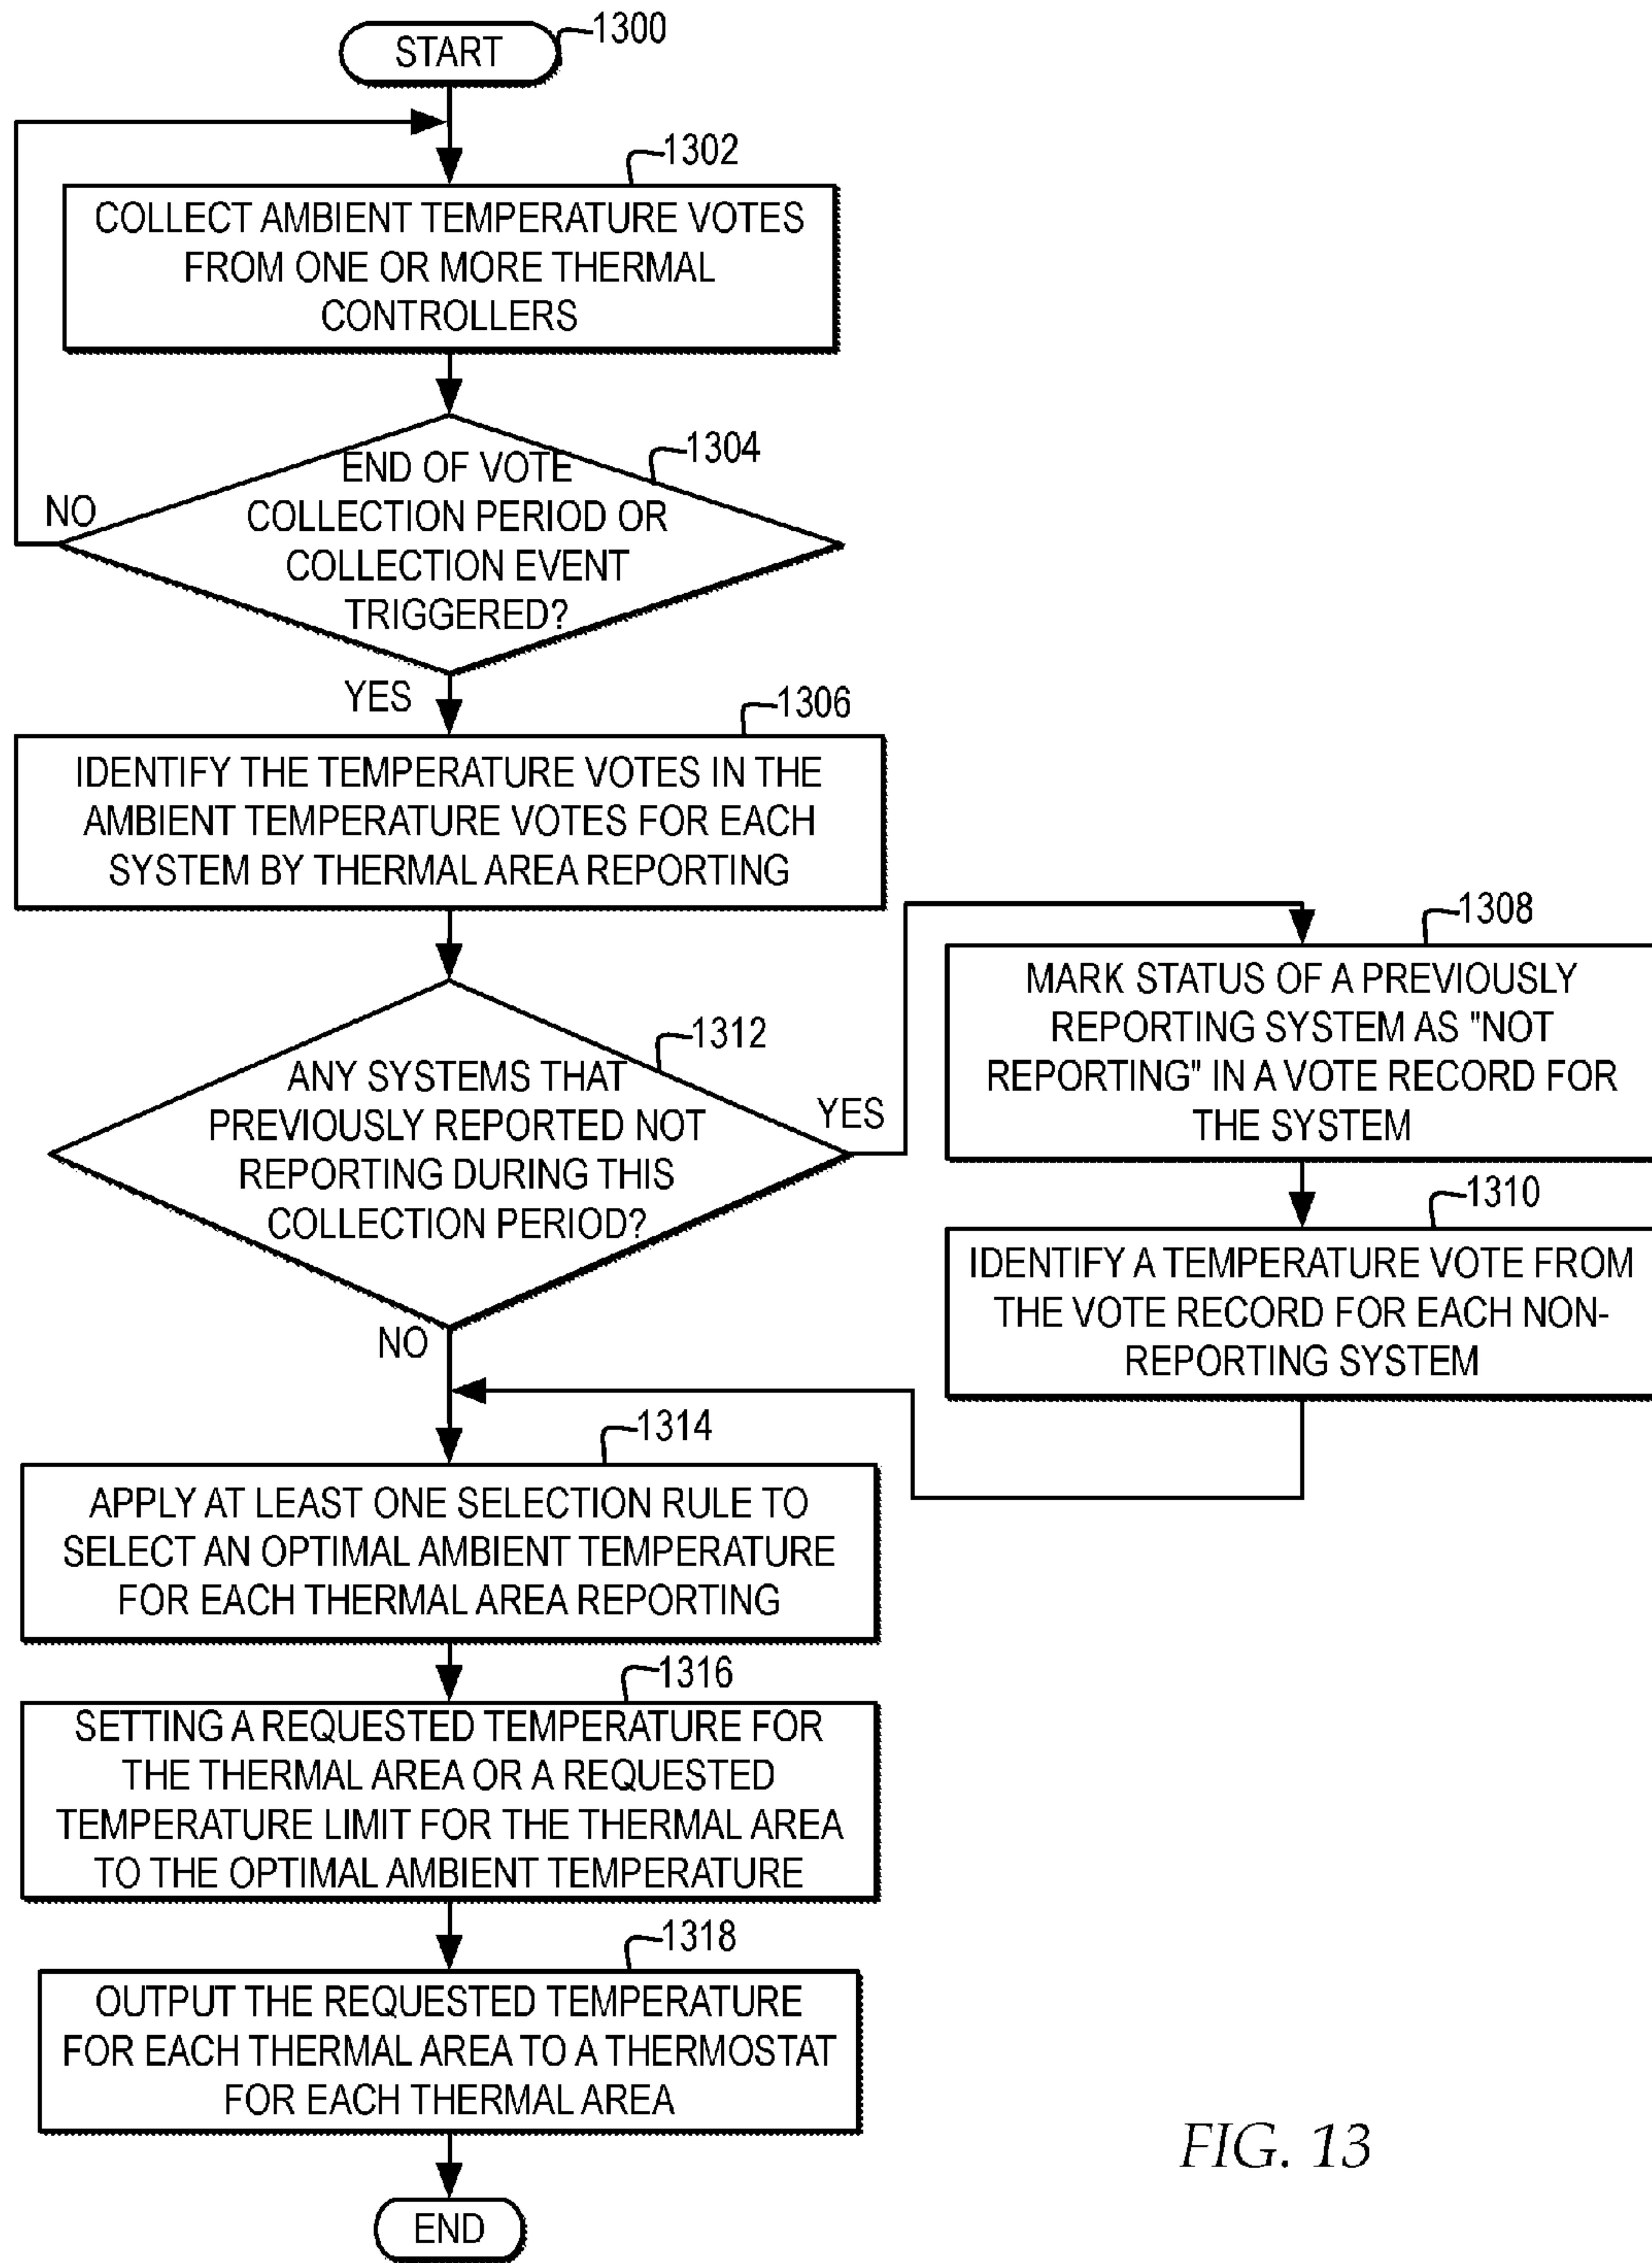 START
1300
1302
COLLECT AMBIENT TEMPERATURE VOTES
FROM ONE OR MORE THERMAL
CONTROLLERS
1304
END OF VOTE
COLLECTION PERIOD OR
COLLECTION EVENT
TRIGGERED?
NO
YES
1306
IDENTIFY THE TEMPERATURE VOTES IN THE
AMBIENT TEMPERATURE VOTES FOR EACH
SYSTEM BY THERMAL AREA REPORTING
1312
ANY SYSTEMS THAT
PREVIOUSLY REPORTED NOT
REPORTING DURING THIS
COLLECTION PERIOD?
YES
NO
1308
MARK STATUS OF A PREVIOUSLY
REPORTING SYSTEM AS "NOT
REPORTING" IN A VOTE RECORD FOR
THE SYSTEM
1310
IDENTIFY A TEMPERATURE VOTE FROM
THE VOTE RECORD FOR EACH NON-
REPORTING SYSTEM
1314
APPLY AT LEAST ONE SELECTION RULE TO
SELECT AN OPTIMAL AMBIENT TEMPERATURE
FOR EACH THERMAL AREA REPORTING
1316
SETTING A REQUESTED TEMPERATURE FOR
THE THERMAL AREA OR A REQUESTED
TEMPERATURE LIMIT FOR THE THERMAL AREA
TO THE OPTIMAL AMBIENT TEMPERATURE
1318
OUTPUT THE REQUESTED TEMPERATURE
FOR EACH THERMAL AREA TO A THERMOSTAT
FOR EACH THERMAL AREA
END
FIG. 13